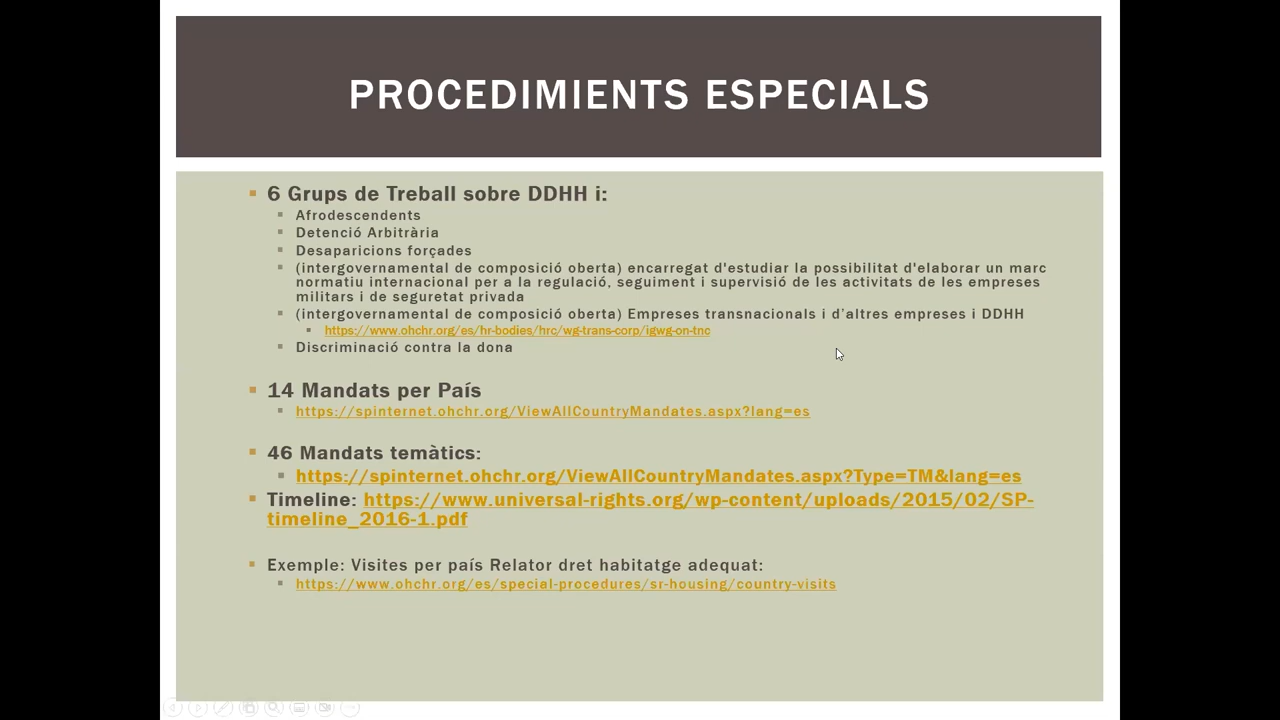 PROCEDIMIENTS ESPECIALS
6 Grups de Treball sobre DDHH i:
Afrodescendents
Detenció Arbitrària
Desaparicions forçades
(intergovernamental de composició oberta) encarregat d'estudiar la possibilitat d'elaborar un marc
normatiu internacional per a la regulació, seguiment i supervisió de les activitats de les empreses
militars i de seguretat privada
(intergovernamental de composició oberta) Empreses transnacionals i d'altres empreses i DDHH
https://www.ohchr.org/es/hr-bodies/hrc/wg-trans-corp/igwg-on-tnc
Discriminació contra la dona
14 Mandats per País
https://spinternet.ohchr.org/ViewAllCountryMandates.aspx?lang=es
46 Mandats temàtics:
https://spinternet.ohchr.org/ViewAllCountryMandates.aspx?Type=TM&lang=es
Timeline: https://www.universal-rights.org/wp-content/uploads/2015/02/SP-
timeline_2016-1.pdf
Exemple: Visites per país Relator dret habitatge adequat:
https://www.ohchr.org/es/special-procedures/sr-housing/country-visits